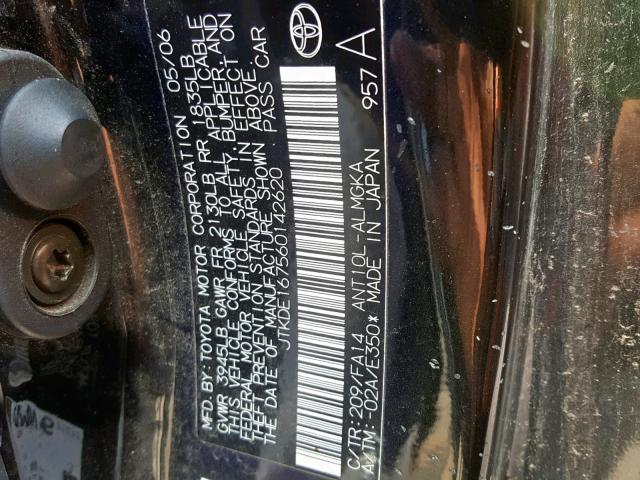 MFD. BY: TOYOTA MOTOR CORPORATION 05/06
GVWR 3945LB GAWR FR 2130LB RR 1835LB
THIS VEHICLE CONFORMS TO ALL APPLICABLE
FEDERAL MOTOR VEHICLE SAFETY, BUMPER, AND
THEFT PREVENTION STANDARDS IN EFFECT ON
THE DATE OF MANUFACTURE SHOWN ABOVE.
JTKDE167560142620 PASS CAR
C/TR: 209/FA14 ANT10L-ALMGKA
A/TM: -02A/E350* MADE IN JAPAN 957 A